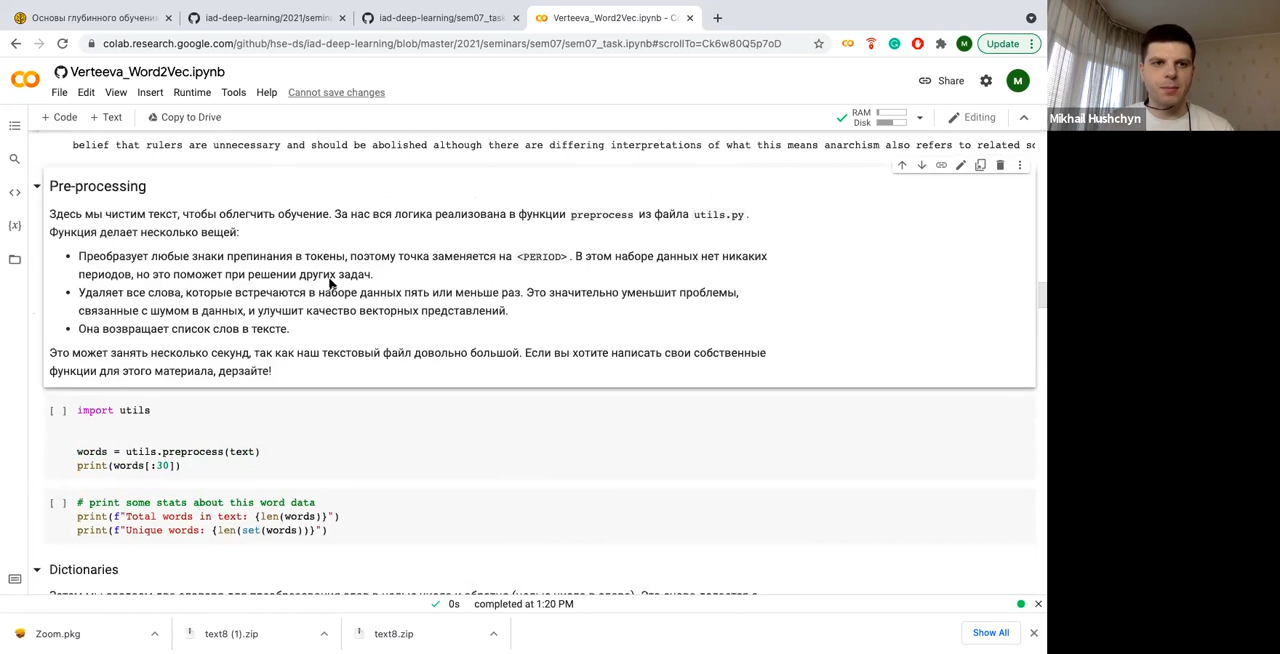 Основы глубинного обучени
iad-deep-learning/2021/semina
iad-deep-learning/sem07_task.
Verteeva_Word2Vec.ipynb - Co
colab.research.google.com/github/hse-ds/iad-deep-learning/blob/master/2021/seminars/sem07/sem07_task.ipynb#scrollTo=Ck6w80Q5p7oD
M
Update
Mikhail Hushchyn
Verteeva_Word2Vec.ipynb
File Edit View Insert Runtime Tools Help Cannot save changes
Share
M
+ Code + Text Copy to Drive
RAM
Disk
Editing
belief that rulers are unnecessary and should be abolished although there are differing interpretations of what this means anarchism also refers to related so
Pre-processing
Здесь мы чистим текст, чтобы облегчить обучение. За нас вся логика реализована в функции preprocess из файла utils.py.
Функция делает несколько вещей:
• Преобразует любые знаки препинания в токены, поэтому точка заменяется на <PERIOD>. В этом наборе данных нет никаких
периодов, но это поможет при решении других задач.
• Удаляет все слова, которые встречаются в наборе данных пять или меньше раз. Это значительно уменьшит проблемы,
связанные с шумом в данных, и улучшит качество векторных представлений.
• Она возвращает список слов в тексте.
Это может занять несколько секунд, так как наш текстовый файл довольно большой. Если вы хотите написать свои собственные
функции для этого материала, дерзайте!
[ ] import utils
words = utils.preprocess(text)
print(words[:30])
[ ] # print some stats about this word data
print(f"Total words in text: {len(words)}")
print(f"Unique words: {len(set(words))}")
Dictionaries
0s completed at 1:20 PM
Zoom.pkg
text8 (1).zip
text8.zip
Show All